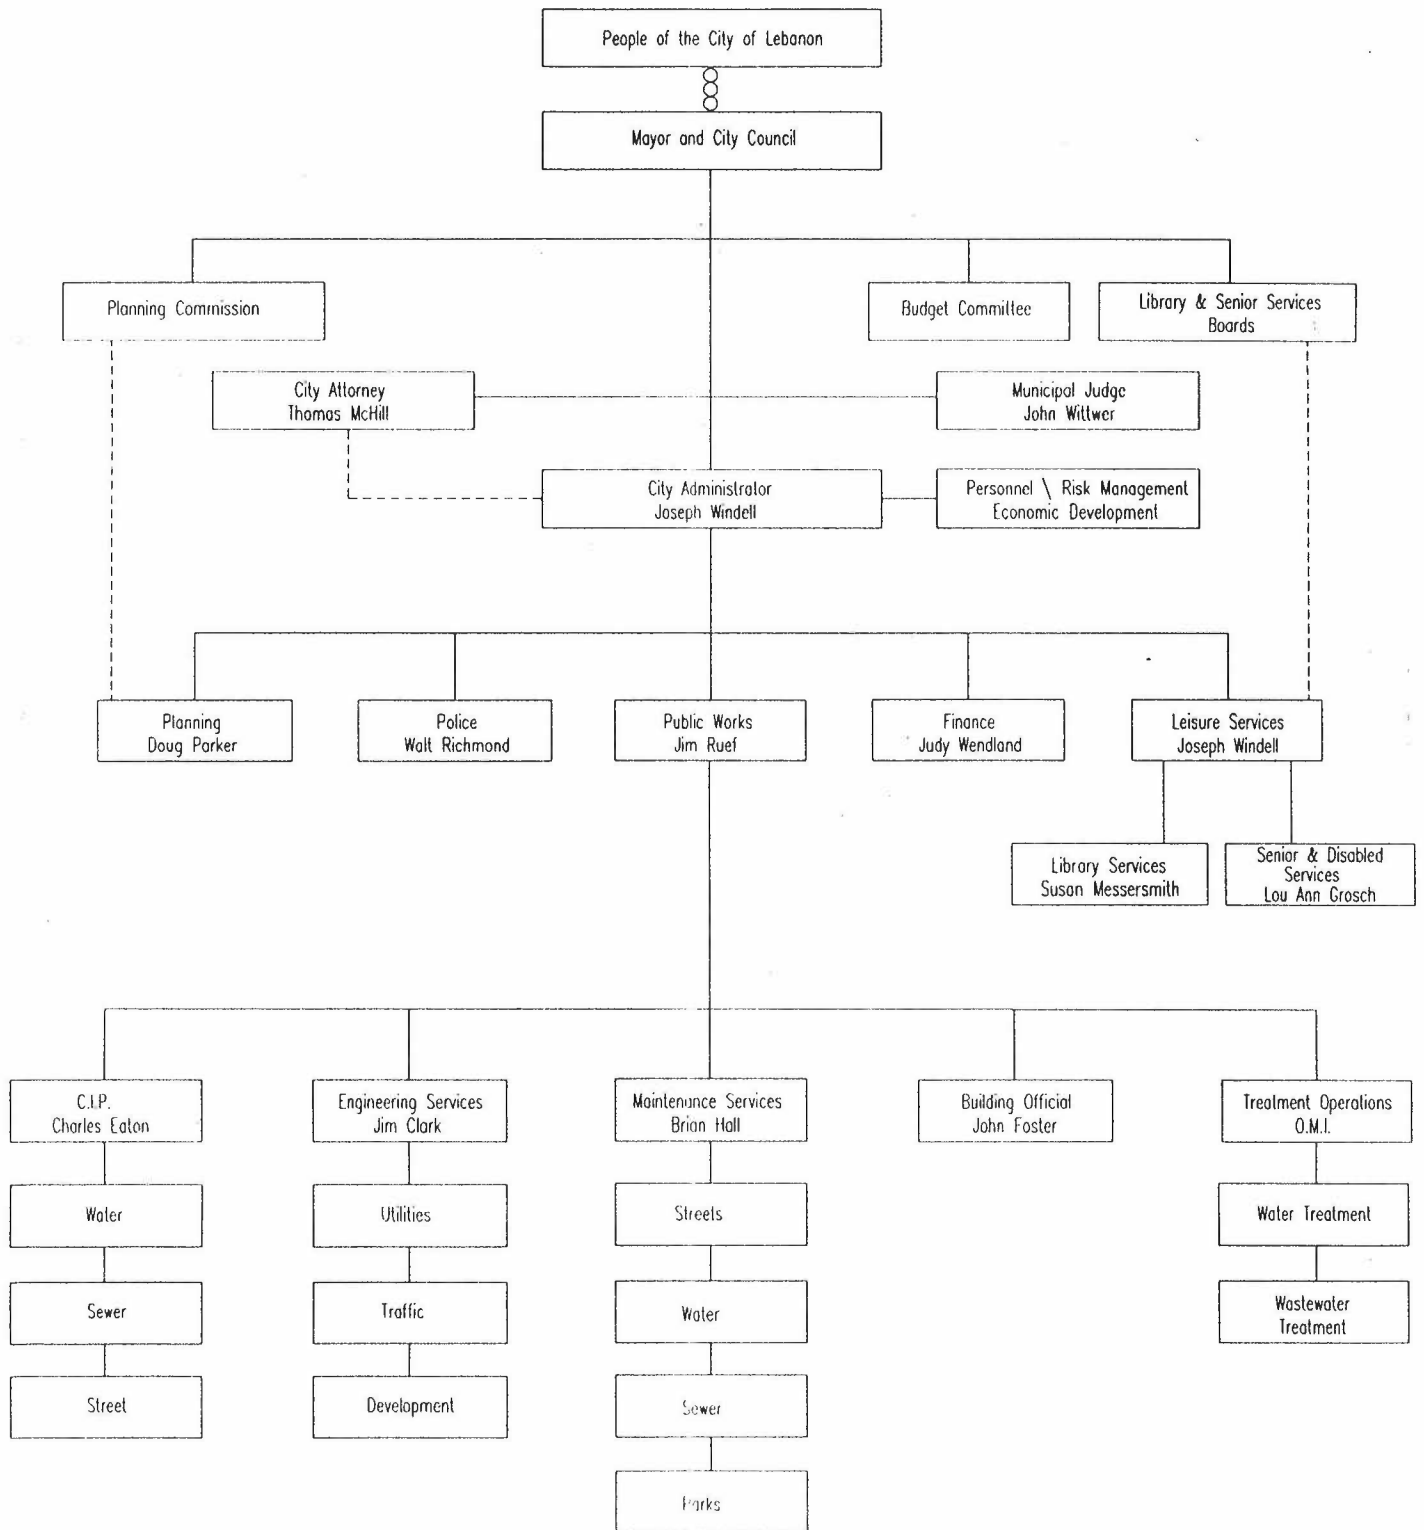 People of the City of Lebanon
Mayor and City Council
Planning Commission
Budget Committee
Library & Senior Services
Boards
City Attorney
Thomas McHill
Municipal Judge
John Wittwer
City Administrator
Joseph Windell
Personnel \ Risk Management
Economic Development
Planning
Doug Parker
Police
Walt Richmond
Public Works
Jim Ruef
Finance
Judy Wendland
Leisure Services
Joseph Windell
Library Services
Susan Messersmith
Senior & Disabled
Services
Lou Ann Grosch
C.I.P.
Charles Eaton
Engineering Services
Jim Clark
Maintenance Services
Brian Hall
Building Official
John Foster
Treatment Operations
O.M.I.
Water
Utilities
Streets
Water Treatment
Sewer
Traffic
Water
Wastewater
Treatment
Street
Development
Sewer
Parks